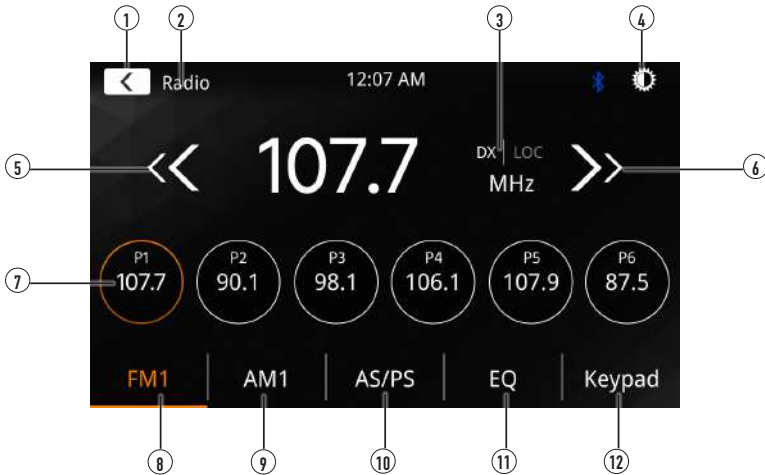 1 2 3 4
Radio 12:07 AM
5 107.7 DX | LOC 6
MHz
P1 P2 P3 P4 P5 P6
7 107.7 90.1 98.1 106.1 107.9 87.5
FM1 AM1 AS/PS EQ Keypad
8 9 10 11 12